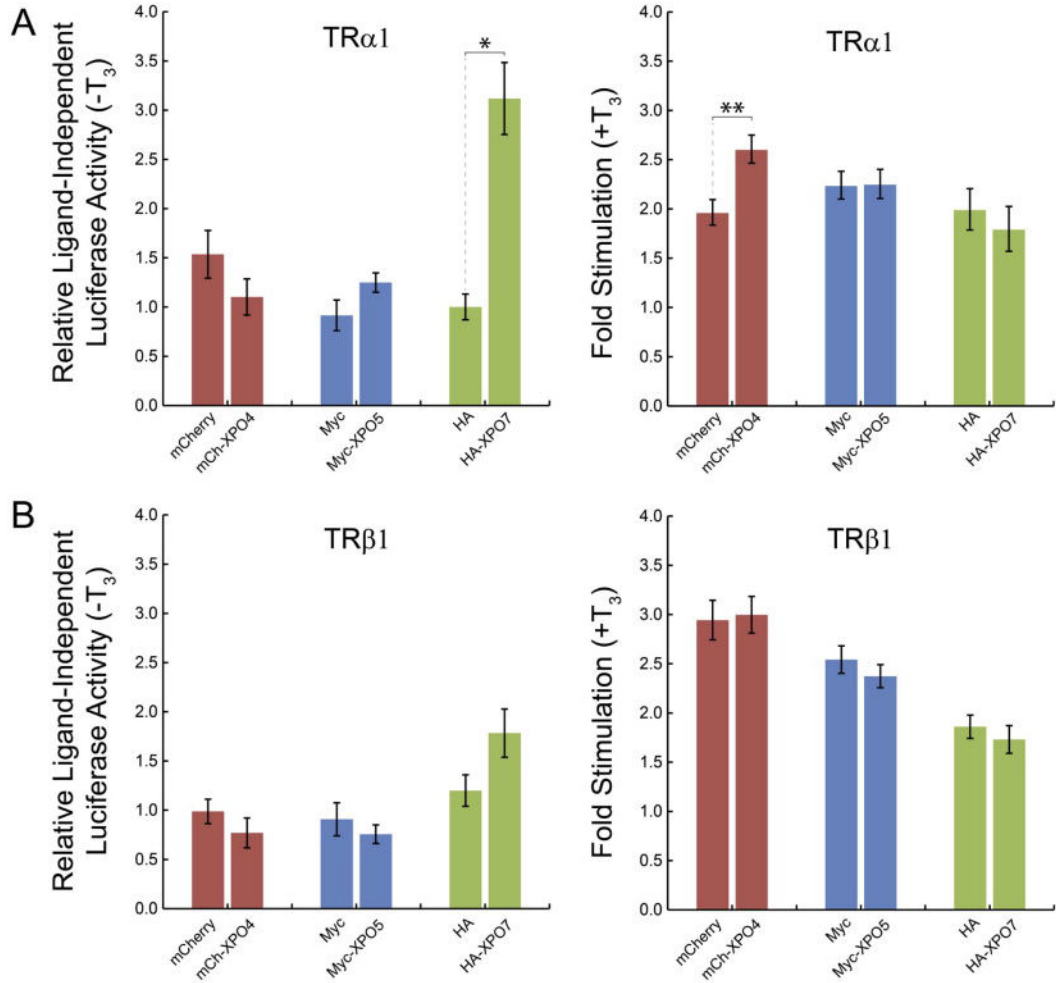 A
TRα1
Relative Ligand-Independent
Luciferase Activity (-T3)
4.0
3.5
3.0
2.5
2.0
1.5
1.0
0.5
0.0
*
mCherry
mCh-XPO4
Myc
Myc-XPO5
HA
HA-XPO7
TRα1
Fold Stimulation (+T3)
4.0
3.5
3.0
2.5
2.0
1.5
1.0
0.5
0.0
**
mCherry
mCh-XPO4
Myc
Myc-XPO5
HA
HA-XPO7
B
TRβ1
Relative Ligand-Independent
Luciferase Activity (-T3)
4.0
3.5
3.0
2.5
2.0
1.5
1.0
0.5
0.0
mCherry
mCh-XPO4
Myc
Myc-XPO5
HA
HA-XPO7
TRβ1
Fold Stimulation (+T3)
4.0
3.5
3.0
2.5
2.0
1.5
1.0
0.5
0.0
mCherry
mCh-XPO4
Myc
Myc-XPO5
HA
HA-XPO7